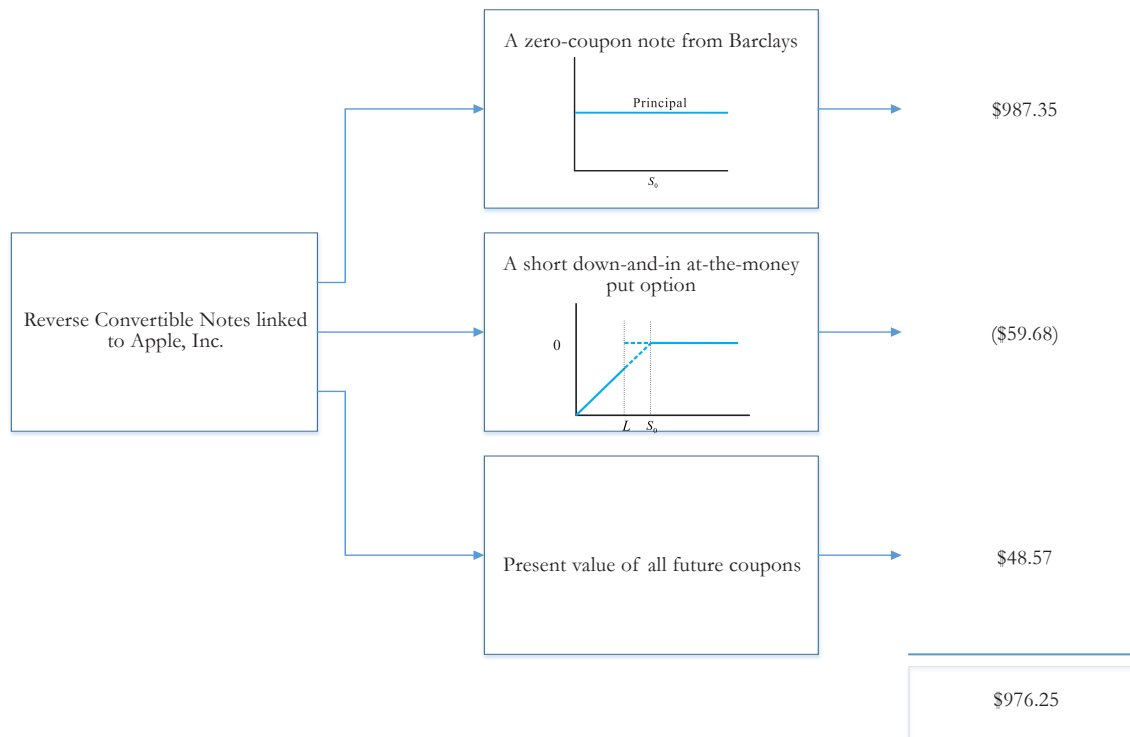 A zero-coupon note from Barclays
Principal
S₀
$987.35
Reverse Convertible Notes linked
to Apple, Inc.
A short down-and-in at-the-money
put option
0
L S₀
($59.68)
Present value of all future coupons
$48.57
$976.25